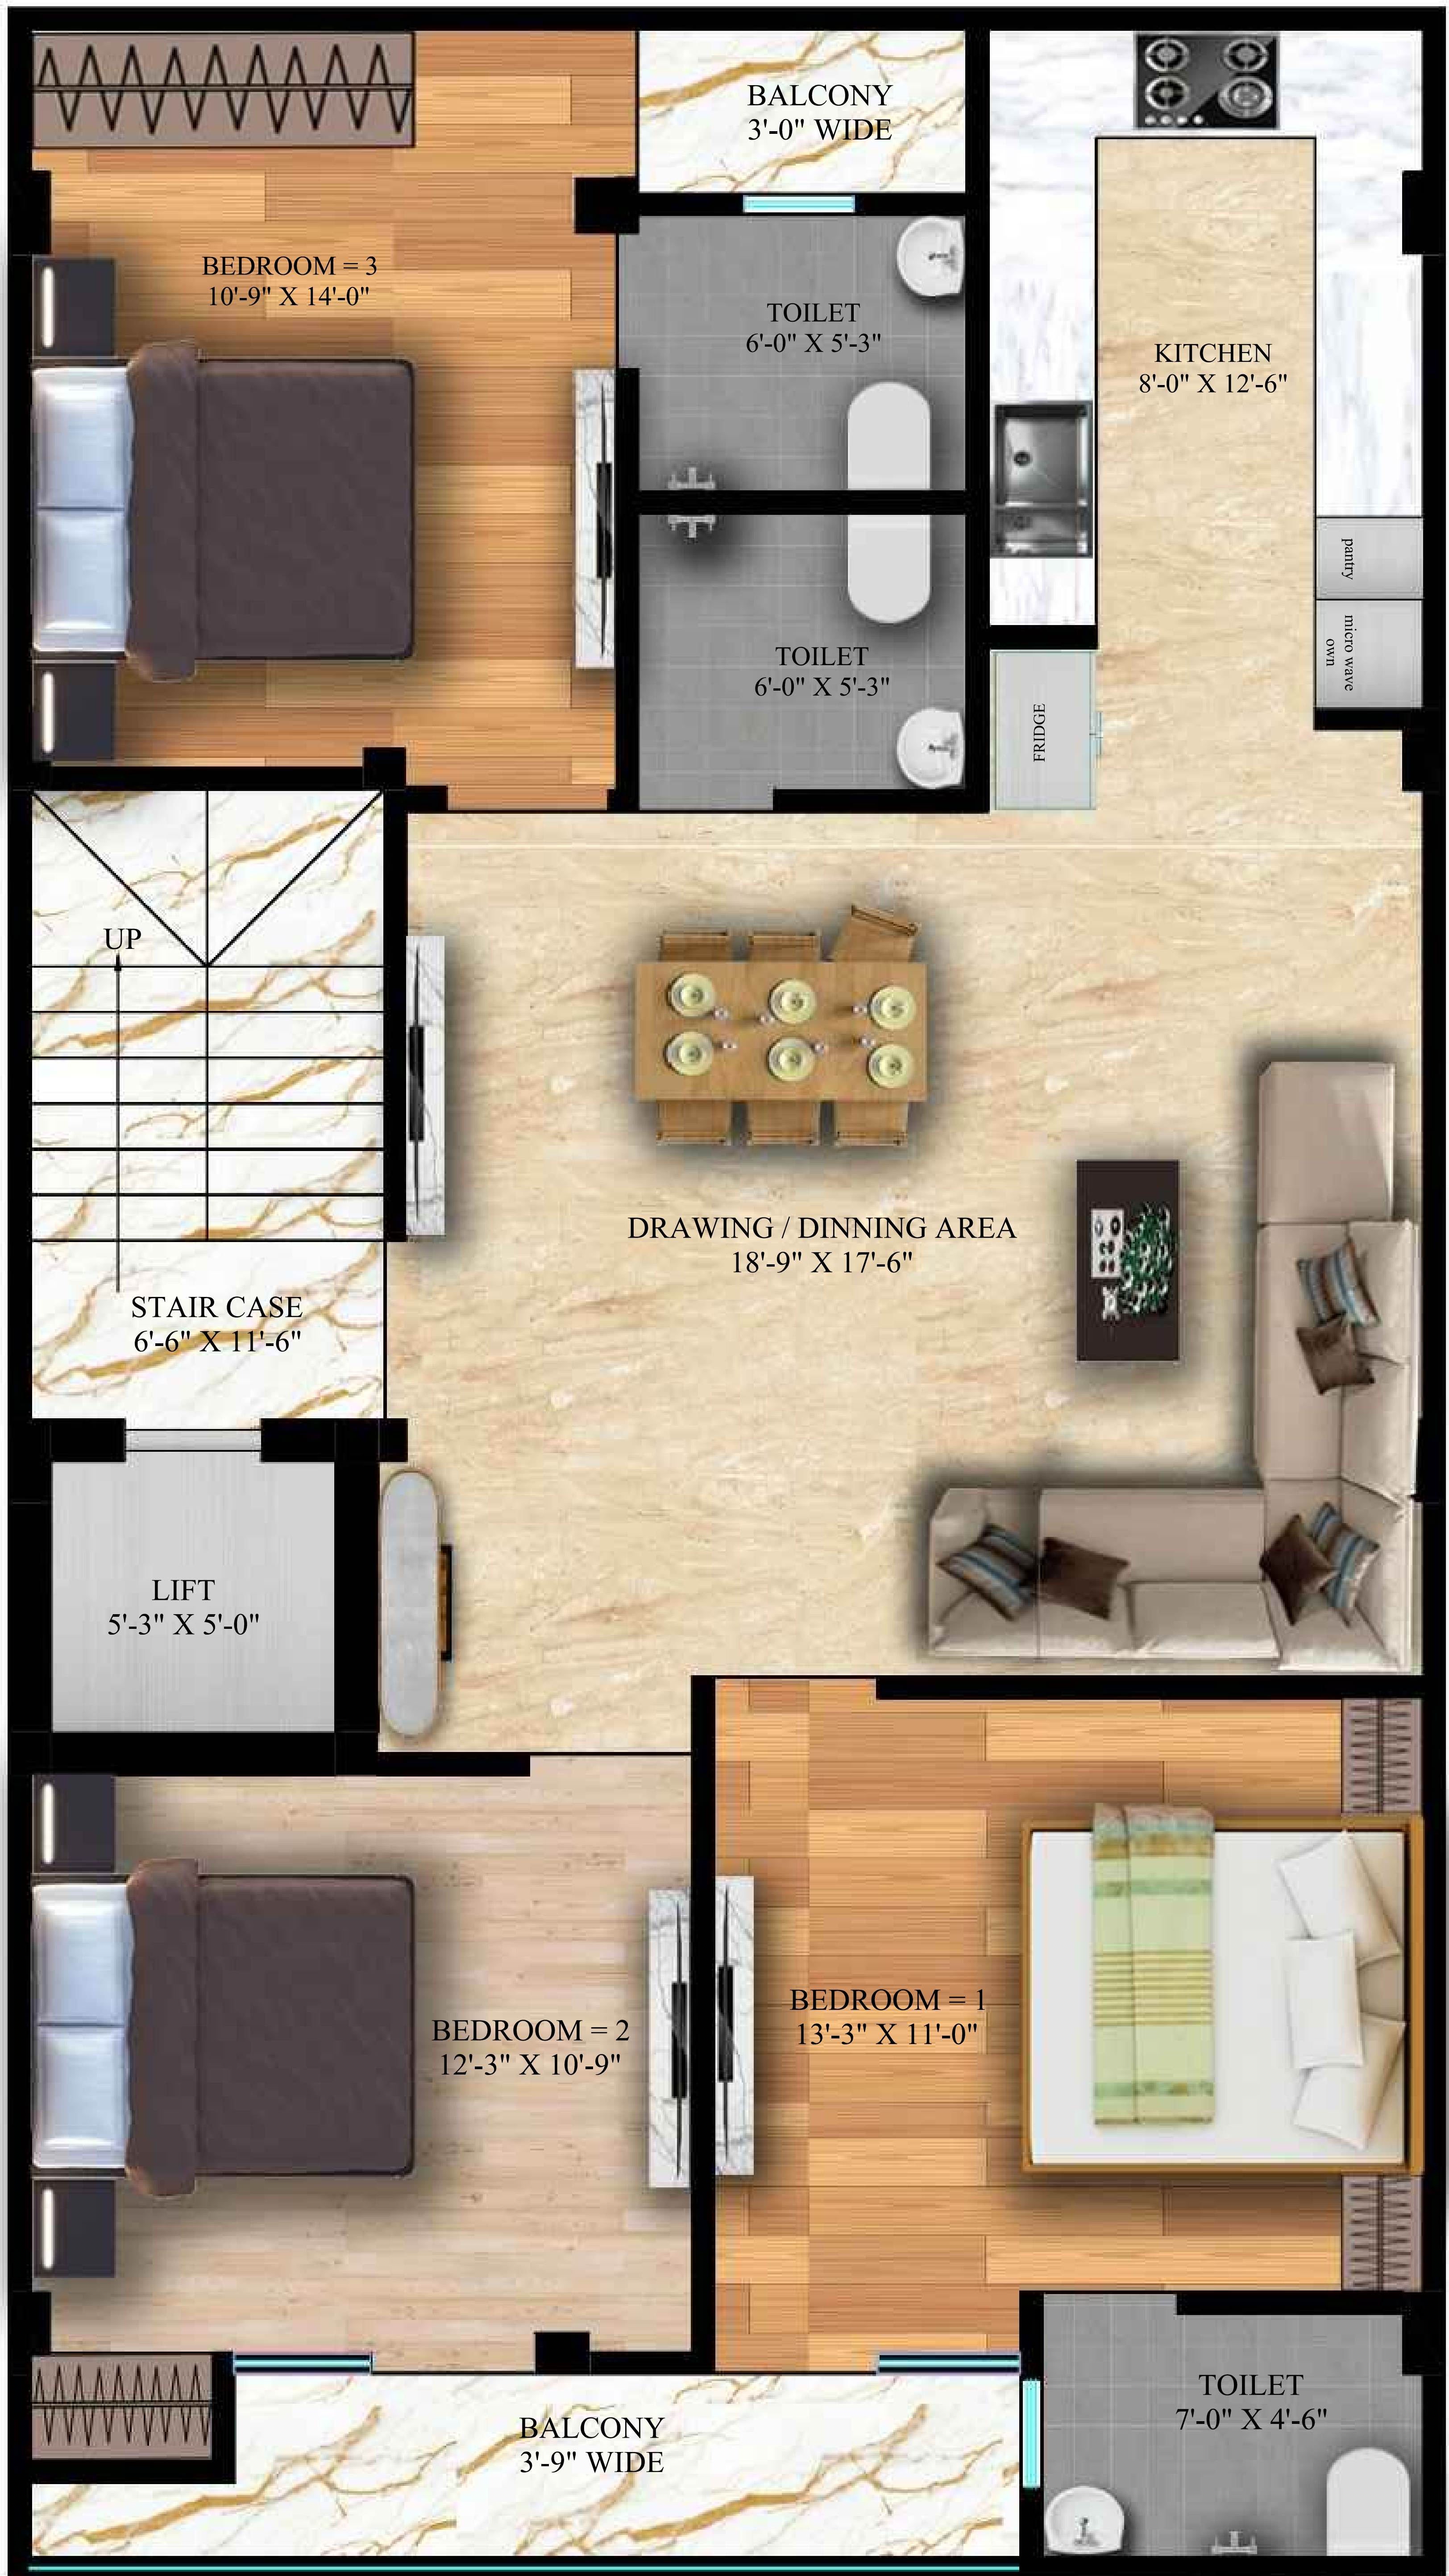 BALCONY
3'-0" WIDE
BEDROOM = 3
10'-9" X 14'-0"
TOILET
6'-0" X 5'-3"
KITCHEN
8'-0" X 12'-6"
pantry
micro wave
own
TOILET
6'-0" X 5'-3"
FRIDGE
UP
DRAWING / DINNING AREA
18'-9" X 17'-6"
STAIR CASE
6'-6" X 11'-6"
LIFT
5'-3" X 5'-0"
BEDROOM = 1
13'-3" X 11'-0"
BEDROOM = 2
12'-3" X 10'-9"
TOILET
7'-0" X 4'-6"
BALCONY
3'-9" WIDE